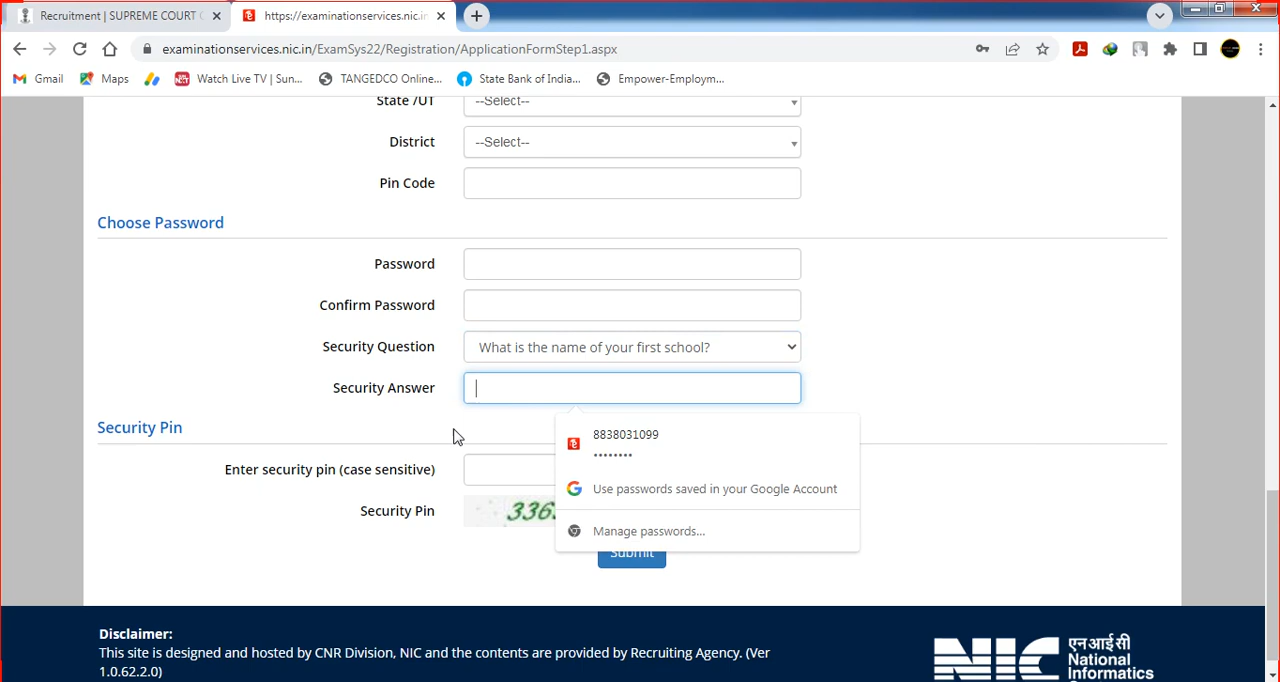 Recruitment | SUPREME COURT
https://examinationservices.nic.in
examinationservices.nic.in/ExamSys22/Registration/ApplicationFormStep1.aspx
Gmail
Maps
Watch Live TV | Sun...
TANGEDCO Online...
State Bank of India...
Empower-Employm...
State /UT
--Select--
District
--Select--
Pin Code
Choose Password
Password
Confirm Password
Security Question
What is the name of your first school?
Security Answer
8838031099
••••••••
Security Pin
Enter security pin (case sensitive)
Use passwords saved in your Google Account
Security Pin
336
Manage passwords...
Submit
Disclaimer:
This site is designed and hosted by CNR Division, NIC and the contents are provided by Recruiting Agency. (Ver
1.0.62.2.0)
NIC
एनआईसी
National
Informatics